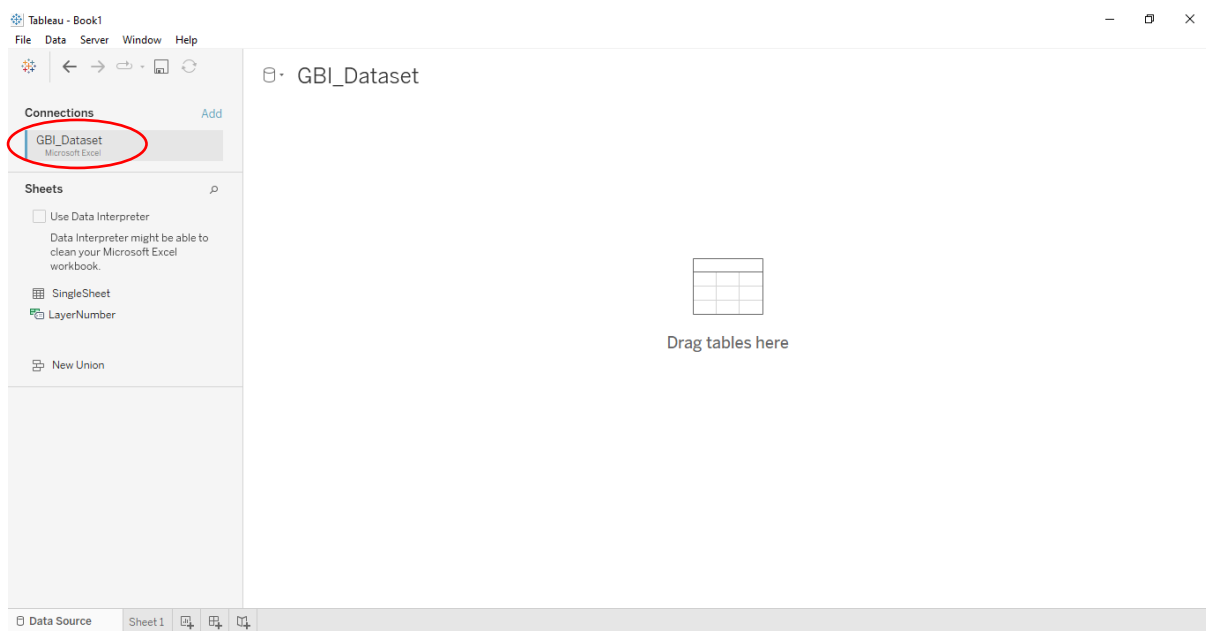 Tableau - Book1
File Data Server Window Help
GBI_Dataset
Connections Add
GBI_Dataset
Microsoft Excel
Sheets
Use Data Interpreter
Data Interpreter might be able to
clean your Microsoft Excel
workbook.
SingleSheet
LayerNumber
New Union
Drag tables here
Data Source Sheet 1